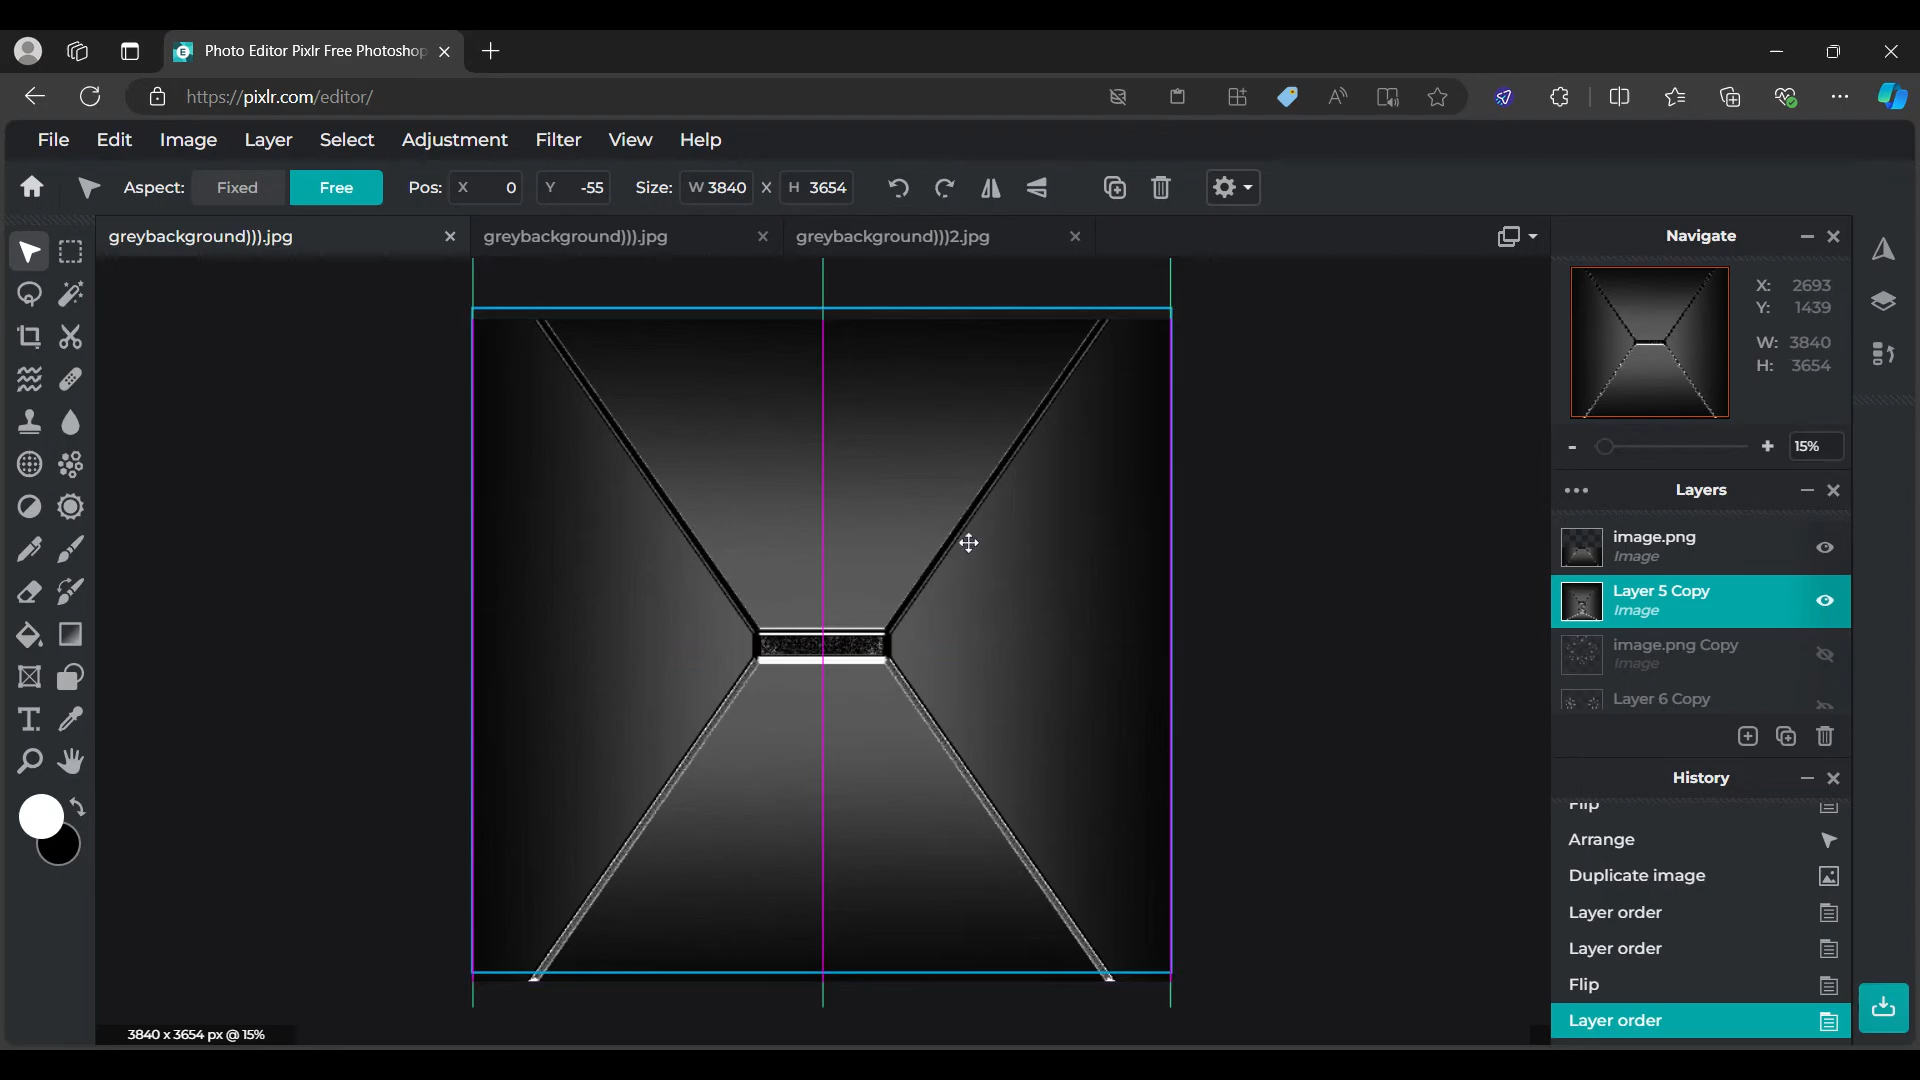 Photo Editor Pixlr Free Photoshop
https://pixlr.com/editor/
File Edit Image Layer Select Adjustment Filter View Help
Aspect: Fixed Free Pos: X 0 Y -55 Size: W 3840 X H 3654
greybackground))).jpg greybackground))).jpg greybackground)))2.jpg
Navigate
X: 2693
Y: 1439
W: 3840
H: 3654
- + 15%
Layers
image.png
Image
Layer 5 Copy
Image
image.png Copy
Image
Layer 6 Copy
History
Flip
Arrange
Duplicate image
Layer order
Layer order
Flip
Layer order
3840 x 3654 px @ 15%